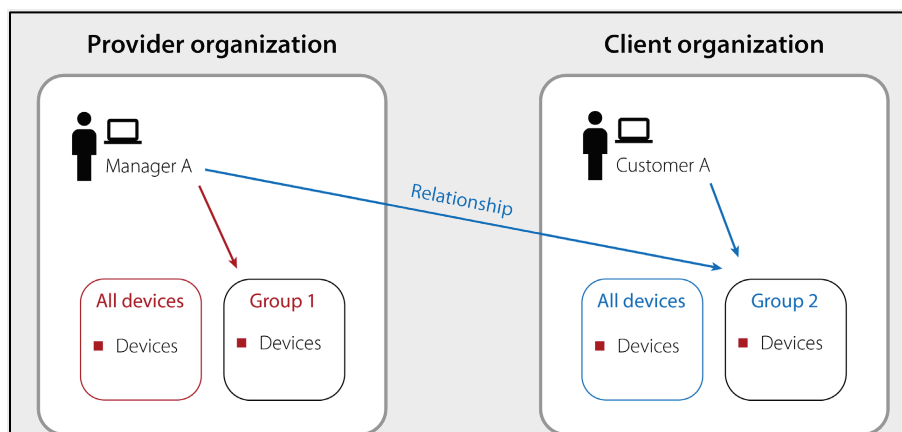 Provider organization
Client organization
Manager A
Customer A
Relationship
All devices
Group 1
All devices
Group 2
Devices
Devices
Devices
Devices